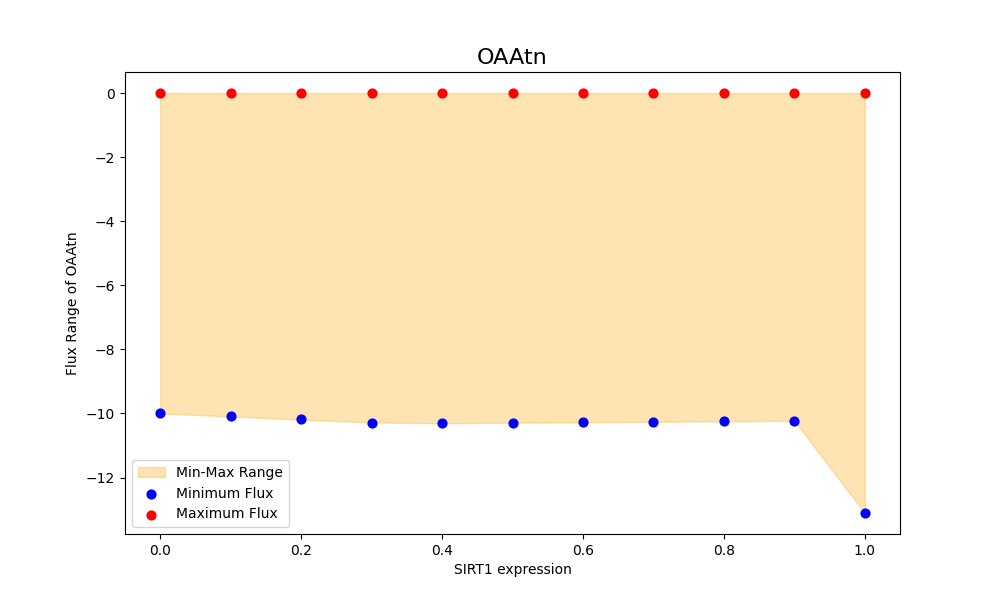 OAAtn
Flux Range of OAAtn
0
−2
−4
−6
−8
−10
−12
Min-Max Range
Minimum Flux
Maximum Flux
0.0
0.2
0.4
0.6
0.8
1.0
SIRT1 expression